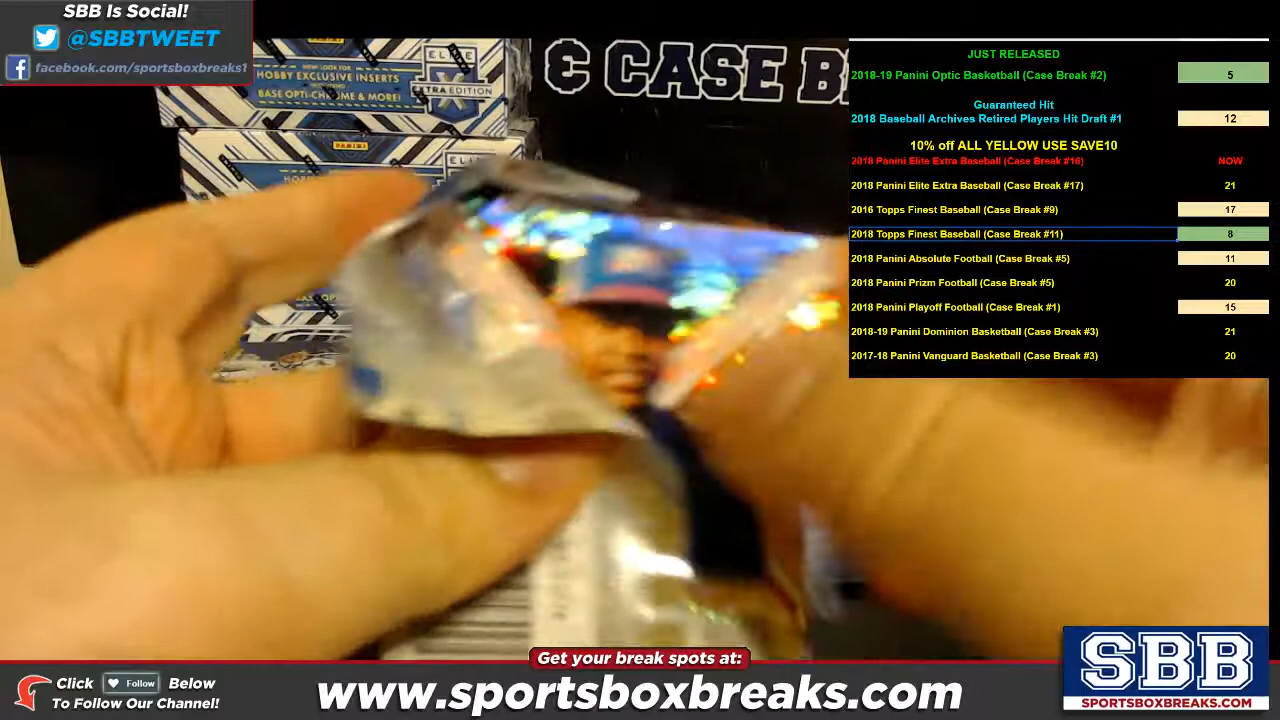 SBB Is Social!
@SBBTWEET
facebook.com/sportsboxbreaks1
NEW LOOK FOR
HOBBY EXCLUSIVE INSERTS
BASE OPTI-CHROME & MORE!
ELITE
EXTRA EDITION
PANINI
ELITE
& CASE B
JUST RELEASED
2018-19 Panini Optic Basketball (Case Break #2) 5
Guaranteed Hit
2018 Baseball Archives Retired Players Hit Draft #1 12
10% off ALL YELLOW USE SAVE10
2018 Panini Elite Extra Baseball (Case Break #16) NOW
2018 Panini Elite Extra Baseball (Case Break #17) 21
2016 Topps Finest Baseball (Case Break #9) 17
2018 Topps Finest Baseball (Case Break #11) 8
2018 Panini Absolute Football (Case Break #5) 11
2018 Panini Prizm Football (Case Break #5) 20
2018 Panini Playoff Football (Case Break #1) 15
2018-19 Panini Dominion Basketball (Case Break #3) 21
2017-18 Panini Vanguard Basketball (Case Break #3) 20
Get your break spots at:
Click Follow Below
To Follow Our Channel!
www.sportsboxbreaks.com
SBB
SPORTSBOXBREAKS.COM